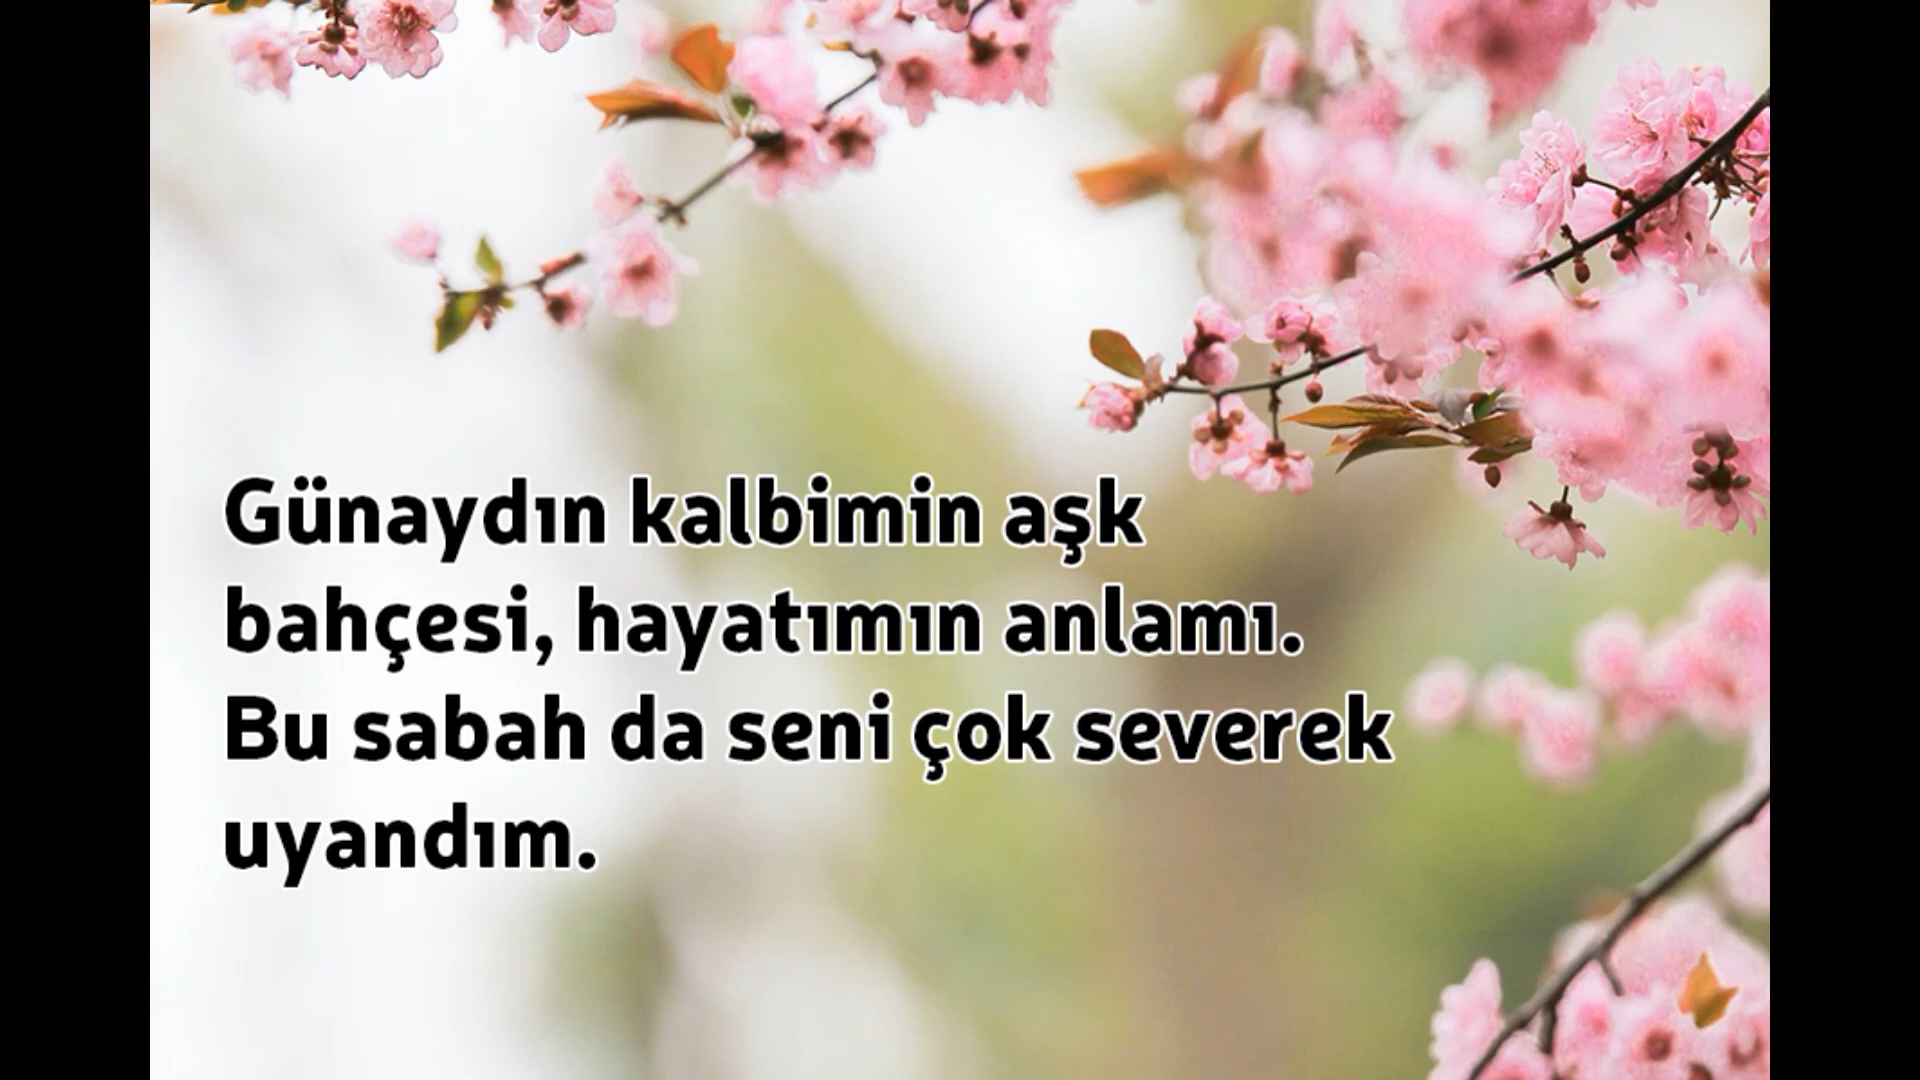 Günaydın kalbimin aşk
bahçesi, hayatımın anlamı.
Bu sabah da seni çok severek
uyandım.